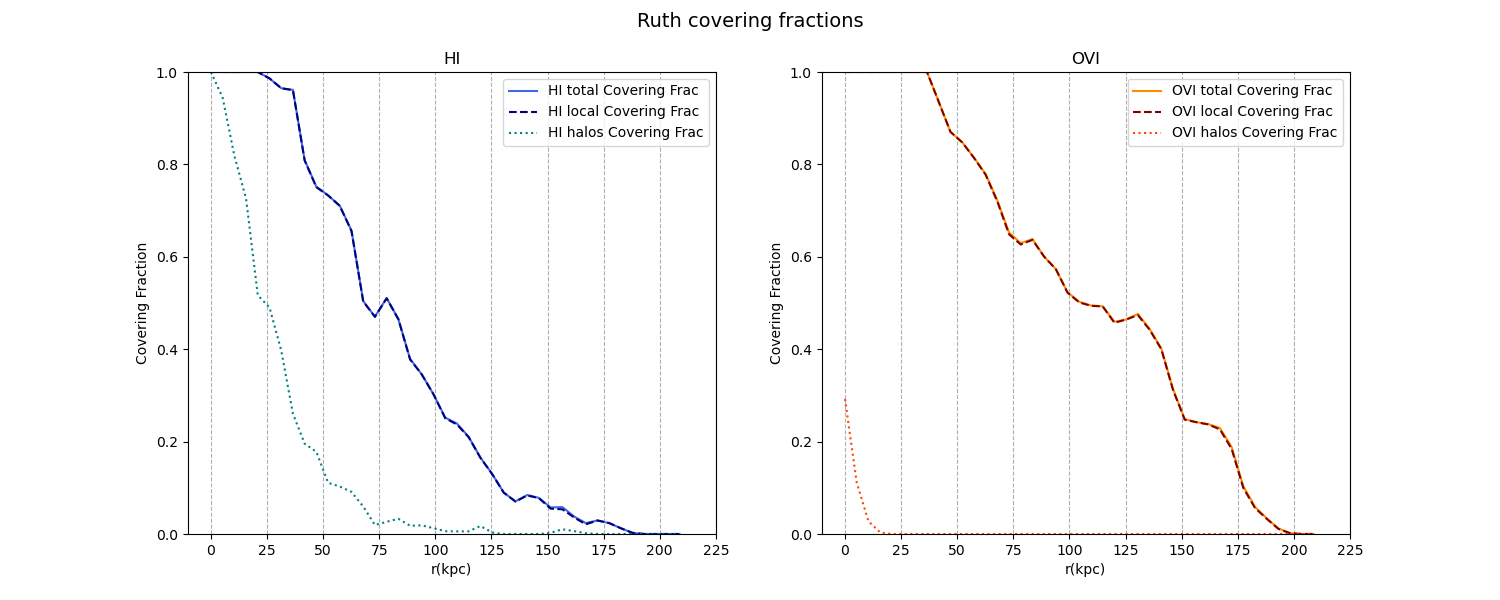 Ruth covering fractions
HI
HI total Covering Frac
HI local Covering Frac
HI halos Covering Frac
Covering Fraction
1.0
0.8
0.6
0.4
0.2
0.0
0 25 50 75 100 125 150 175 200 225
r(kpc)
OVI
OVI total Covering Frac
OVI local Covering Frac
OVI halos Covering Frac
Covering Fraction
1.0
0.8
0.6
0.4
0.2
0.0
0 25 50 75 100 125 150 175 200 225
r(kpc)